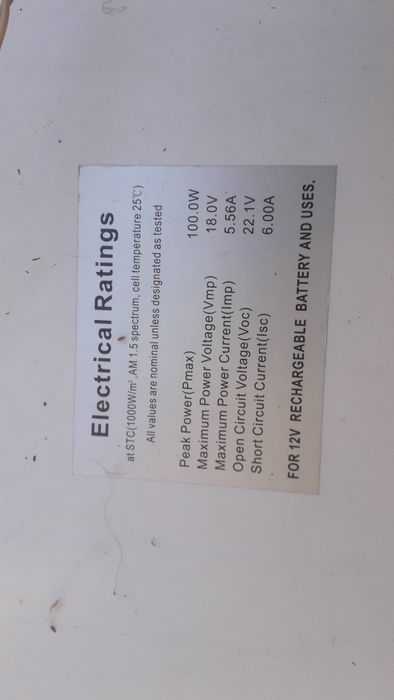 Electrical Ratings
at STC(1000W/m², AM 1.5 spectrum, cell temperature 25℃)
All values are nominal unless designated as tested
Peak Power(Pmax) 100.0W
Maximum Power Voltage(Vmp) 18.0V
Maximum Power Current(Imp) 5.56A
Open Circuit Voltage(Voc) 22.1V
Short Circuit Current(Isc) 6.00A
FOR 12V RECHARGEABLE BATTERY AND USES.